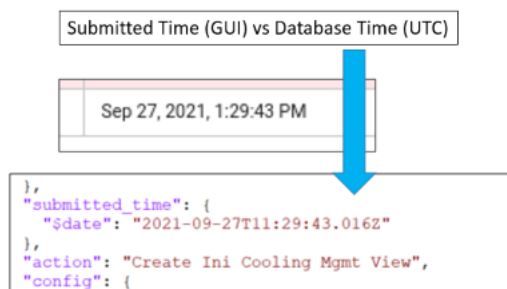 Submitted Time (GUI) vs Database Time (UTC)
Sep 27, 2021, 1:29:43 PM
},
"submitted_time": {
"$date": "2021-09-27T11:29:43.016Z"
},
"action": "Create Ini Cooling Mgmt View",
"config": {